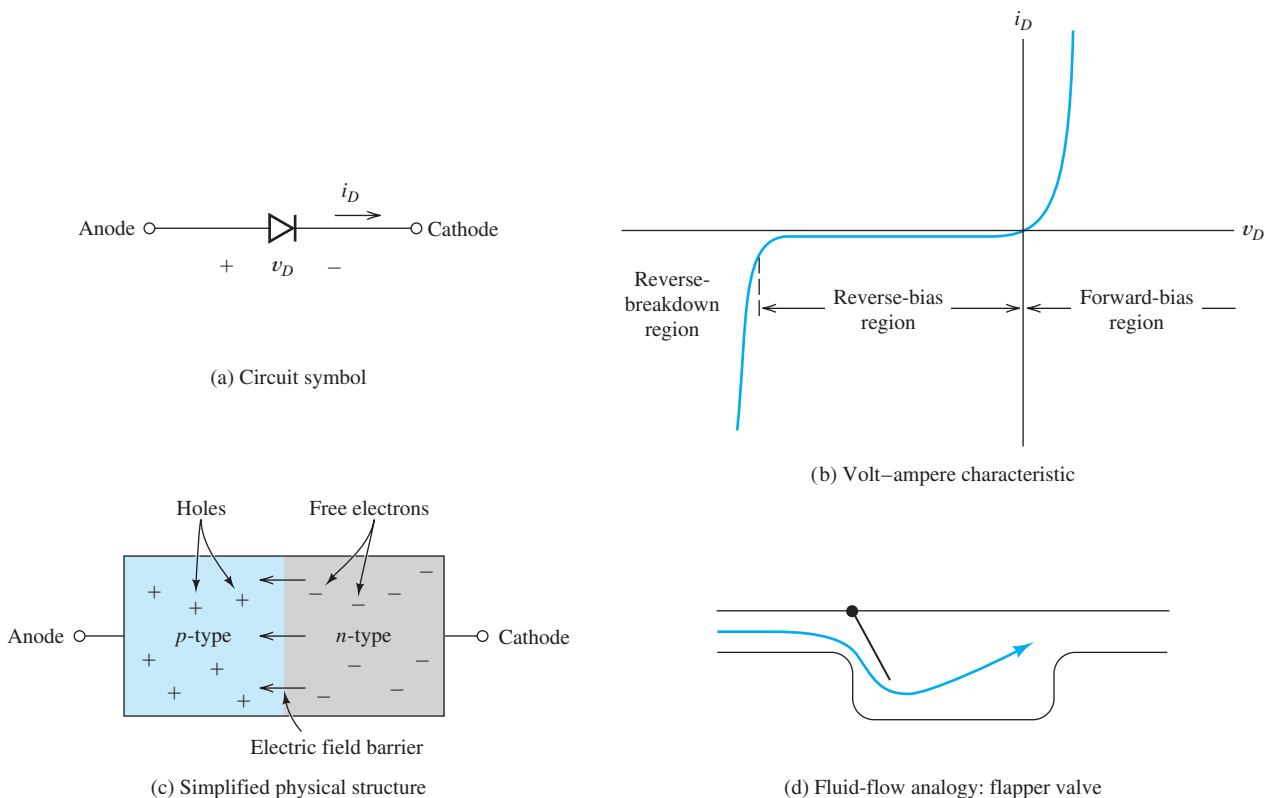 i_D
Anode
Cathode
+ v_D −
(a) Circuit symbol
i_D
v_D
Reverse-
breakdown
region
Reverse-bias
region
Forward-bias
region
(b) Volt–ampere characteristic
Holes
Free electrons
Anode
p-type
n-type
Cathode
Electric field barrier
(c) Simplified physical structure
(d) Fluid-flow analogy: flapper valve